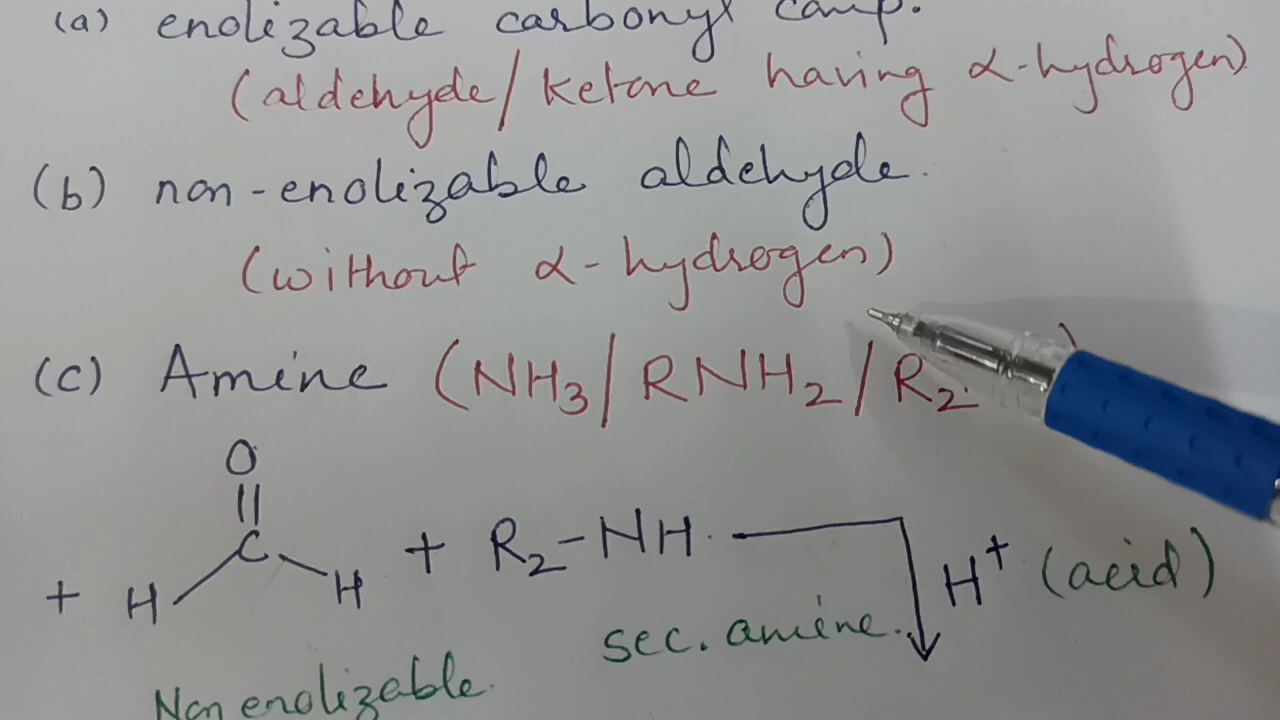 (a) enolizable carbonyl comp.
(aldehyde/ketone having α-hydrogen)
(b) non-enolizable aldehyde.
(without α-hydrogen)
(c) Amine (NH3/RNH2/R2 )
O
+ H C H + R2-NH H+ (acid)
sec. amine.
Non enolizable.